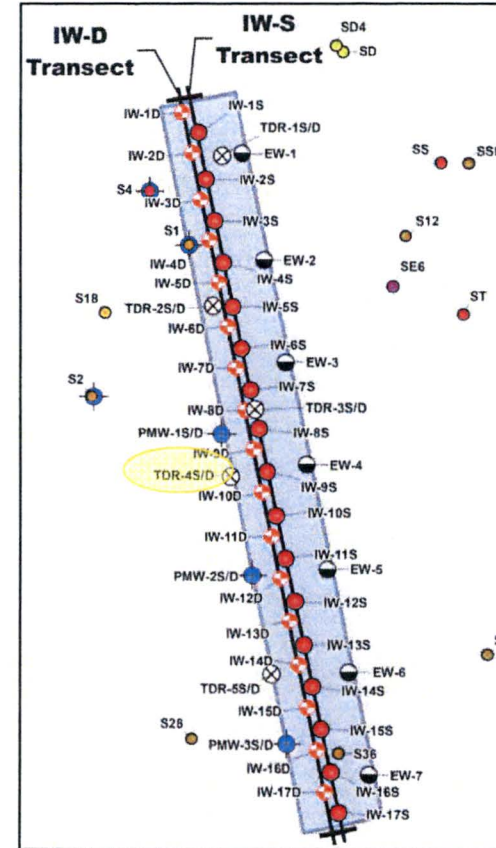 IW-D
Transect
IW-S
Transect
SD4
SD
IW-1D
IW-1S
TDR-1S/D
IW-2D
EW-1
SS
S4
IW-2S
IW-3D
IW-3S
S1
S12
IW-4D
EW-2
IW-4S
IW-5D
SE6
S18
TDR-2S/D
IW-5S
ST
IW-6D
IW-6S
IW-7D
EW-3
IW-7S
S2
IW-8D
TDR-3S/D
PMW-1S/D
IW-8S
IW-9D
EW-4
TDR-4S/D
IW-9S
IW-10D
IW-10S
IW-11D
IW-11S
PMW-2S/D
EW-5
IW-12D
IW-12S
IW-13D
IW-13S
IW-14D
EW-6
TDR-5S/D
IW-14S
IW-15D
S28
IW-15S
PMW-3S/D
S36
IW-16D
EW-7
IW-16S
IW-17D
IW-17S